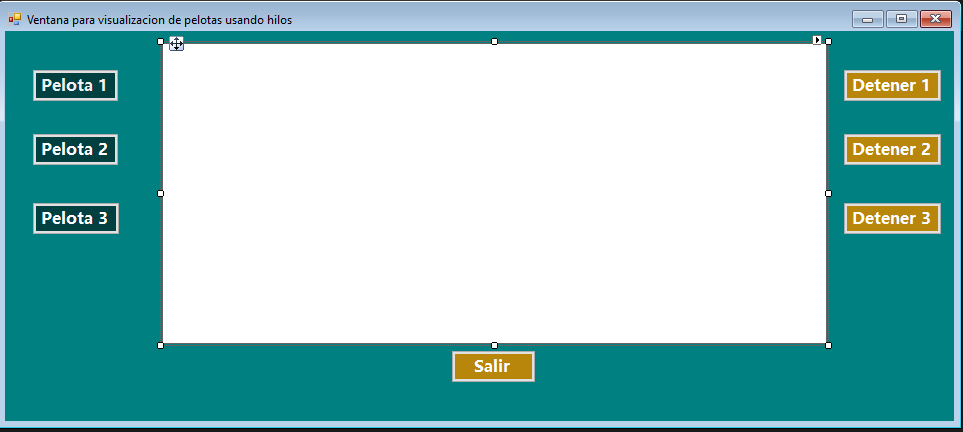 Ventana para visualizacion de pelotas usando hilos
Pelota 1
Detener 1
Pelota 2
Detener 2
Pelota 3
Detener 3
Salir